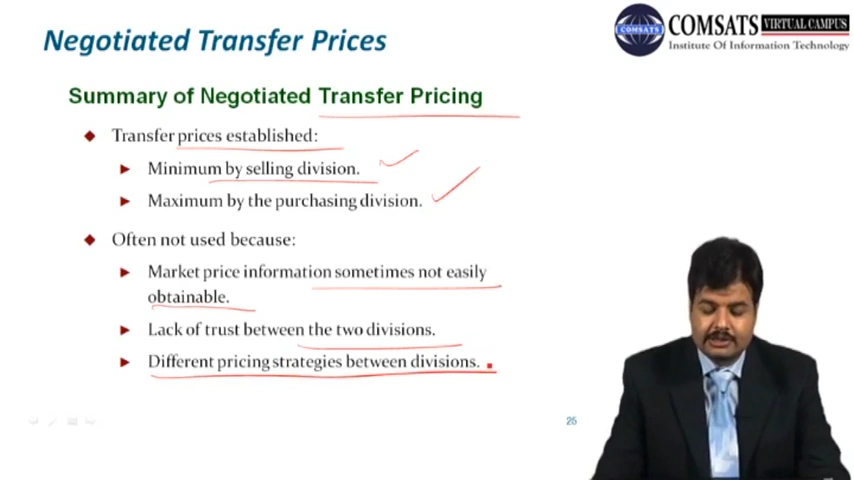 Negotiated Transfer Prices
COMSATS
COMSATS VIRTUAL CAMPUS
Institute Of Information Technology
Summary of Negotiated Transfer Pricing
Transfer prices established:
Minimum by selling division.
Maximum by the purchasing division.
Often not used because:
Market price information sometimes not easily
obtainable.
Lack of trust between the two divisions.
Different pricing strategies between divisions.
25